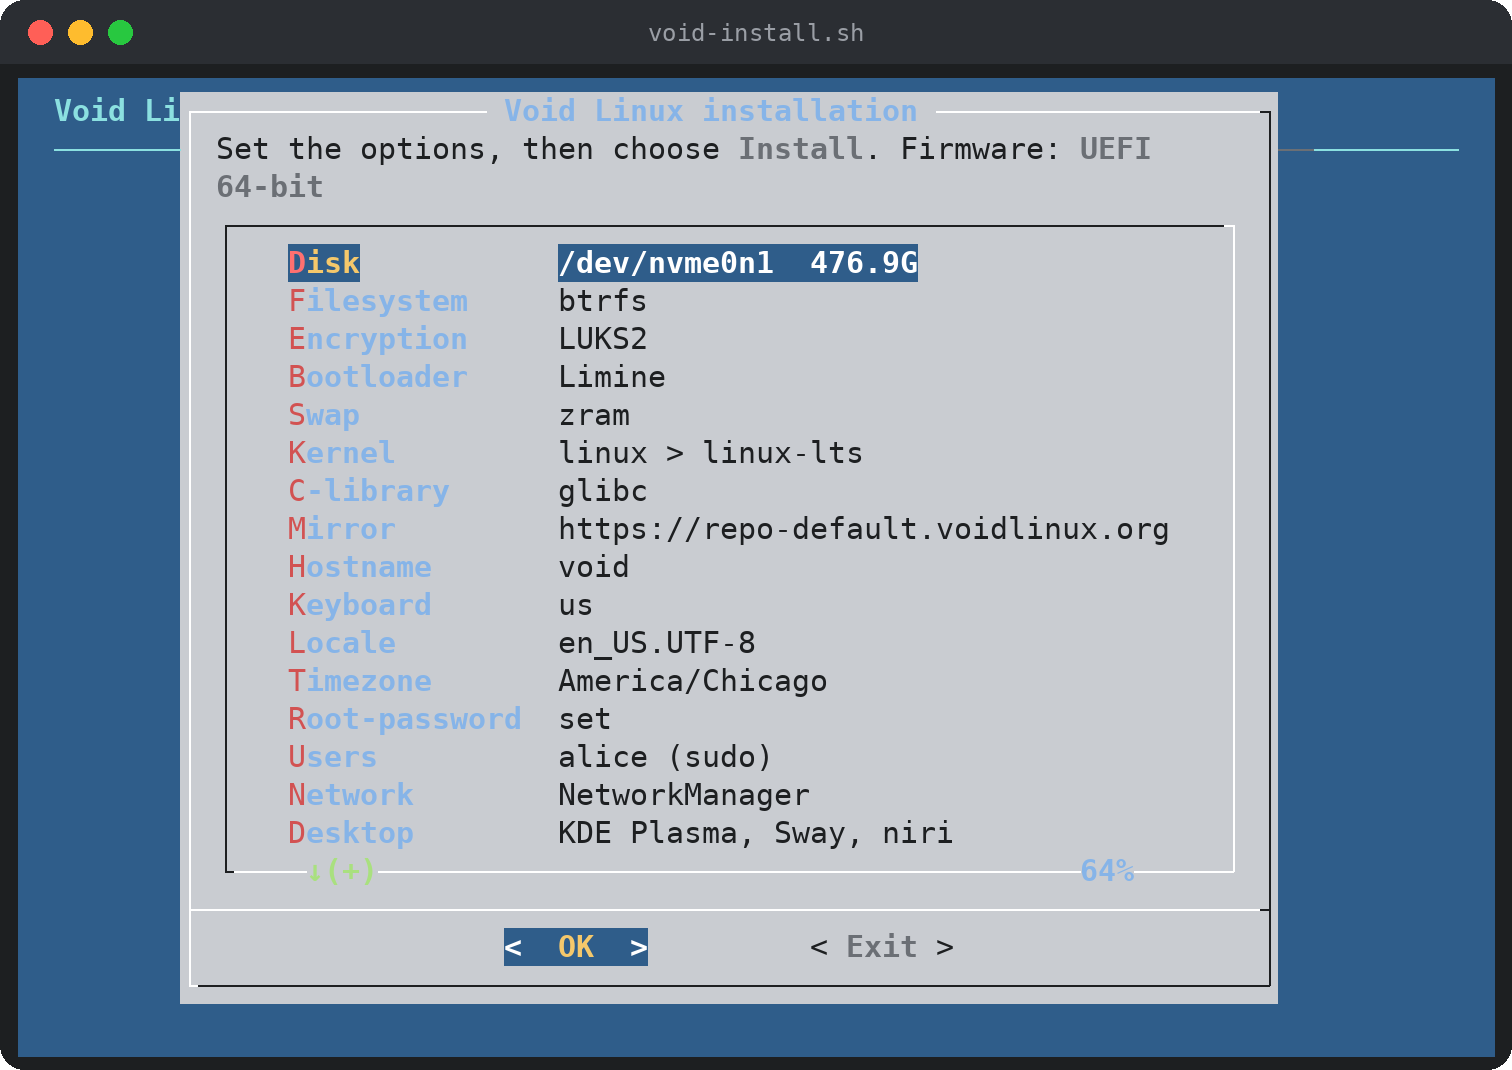 void-install.sh
Void Li
Void Linux installation
Set the options, then choose Install. Firmware: UEFI
64-bit
Disk /dev/nvme0n1 476.9G
Filesystem btrfs
Encryption LUKS2
Bootloader Limine
Swap zram
Kernel linux > linux-lts
C-library glibc
Mirror https://repo-default.voidlinux.org
Hostname void
Keyboard us
Locale en_US.UTF-8
Timezone America/Chicago
Root-password set
Users alice (sudo)
Network NetworkManager
Desktop KDE Plasma, Sway, niri
↓(+) 64%
< OK > < Exit >